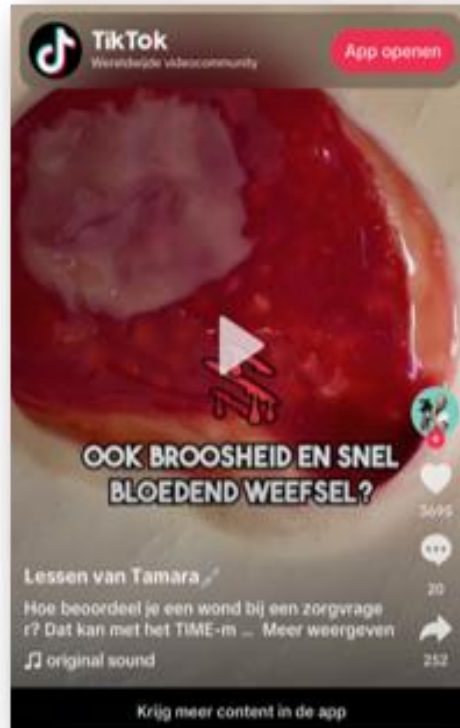 TikTok
Wereldwijde videocommunity
App openen
OOK BROOSHEID EN SNEL
BLOEDEND WEEFSEL?
3695
20
252
Lessen van Tamara
Hoe beoordeel je een wond bij een zorgvrage
r? Dat kan met het TIME-m ... Meer weergeven
original sound
Krijg meer content in de app